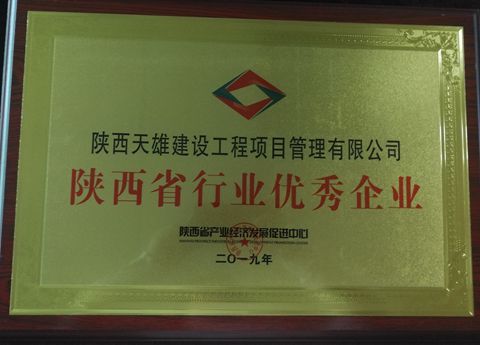 陕西天雄建设工程项目管理有限公司
陕西省行业优秀企业
陕西省产业经济发展促进中心
二〇一九年